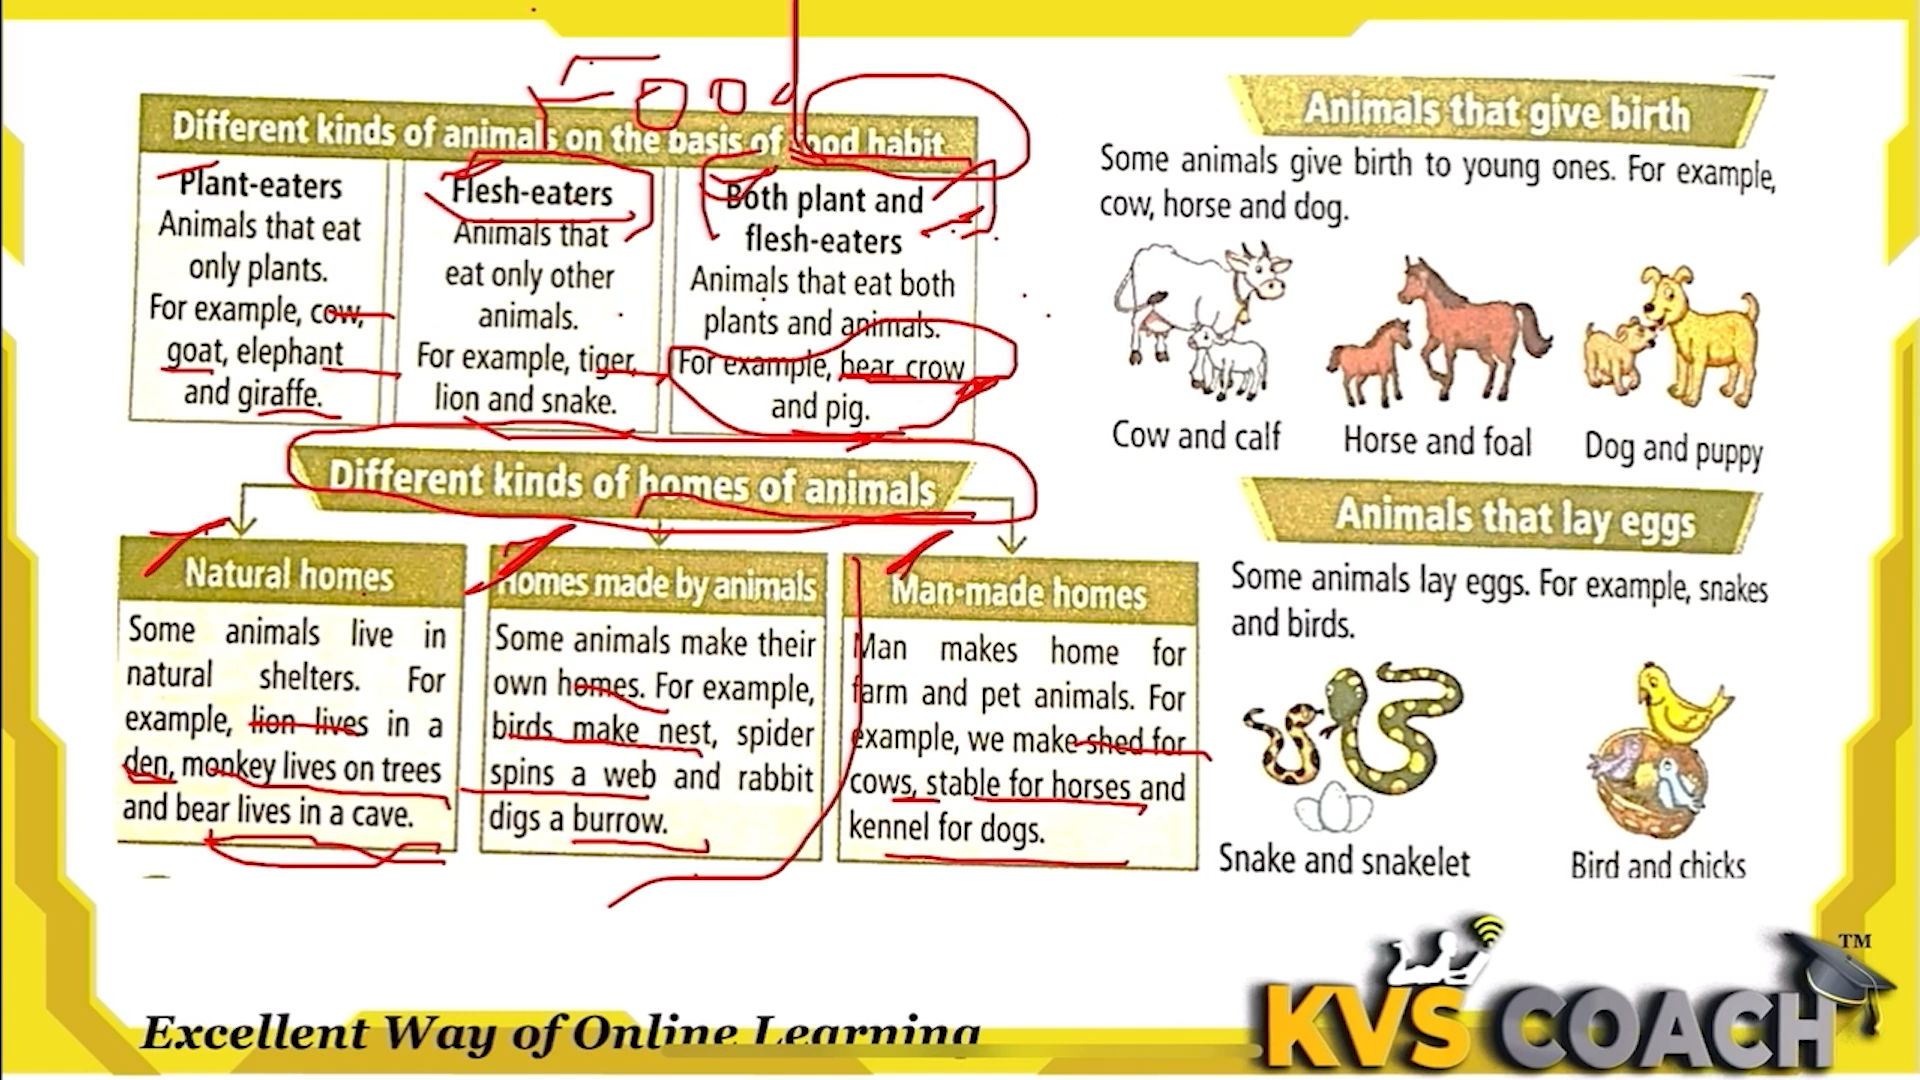 Food
Different kinds of animals on the basis of food habit
Plant-eaters
Animals that eat
only plants.
For example, cow,
goat, elephant
and giraffe.
Flesh-eaters
Animals that
eat only other
animals.
For example, tiger,
lion and snake.
Both plant and
flesh-eaters
Animals that eat both
plants and animals.
For example, bear, crow
and pig.
Different kinds of homes of animals
Natural homes
Some animals live in
natural shelters. For
example, lion lives in a
den, monkey lives on trees
and bear lives in a cave.
Homes made by animals
Some animals make their
own homes. For example,
birds make nest, spider
spins a web and rabbit
digs a burrow.
Man-made homes
Man makes home for
farm and pet animals. For
example, we make shed for
cows, stable for horses and
kennel for dogs.
Animals that give birth
Some animals give birth to young ones. For example,
cow, horse and dog.
Cow and calf
Horse and foal
Dog and puppy
Animals that lay eggs
Some animals lay eggs. For example, snakes
and birds.
Snake and snakelet
Bird and chicks
Excellent Way of Online Learning
KVS COACH TM